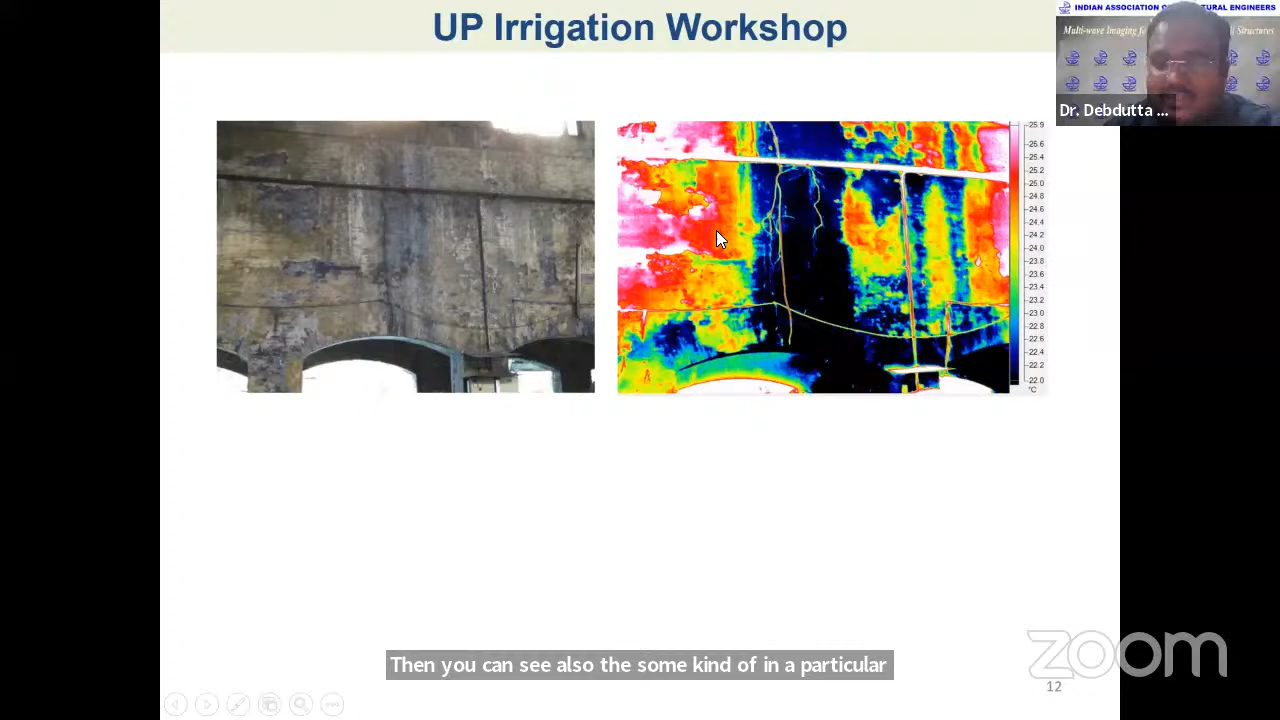 UP Irrigation Workshop
INDIAN ASSOCIATION O
TURAL ENGINEERS
Multi-wave Imaging f
l Structures
Dr. Debdutta ...
25.9
25.6
25.4
25.2
25.0
24.8
24.6
24.4
24.2
24.0
23.8
23.6
23.4
23.2
23.0
22.8
22.6
22.4
22.2
22.0
°C
Then you can see also the some kind of in a particular
zoom
12